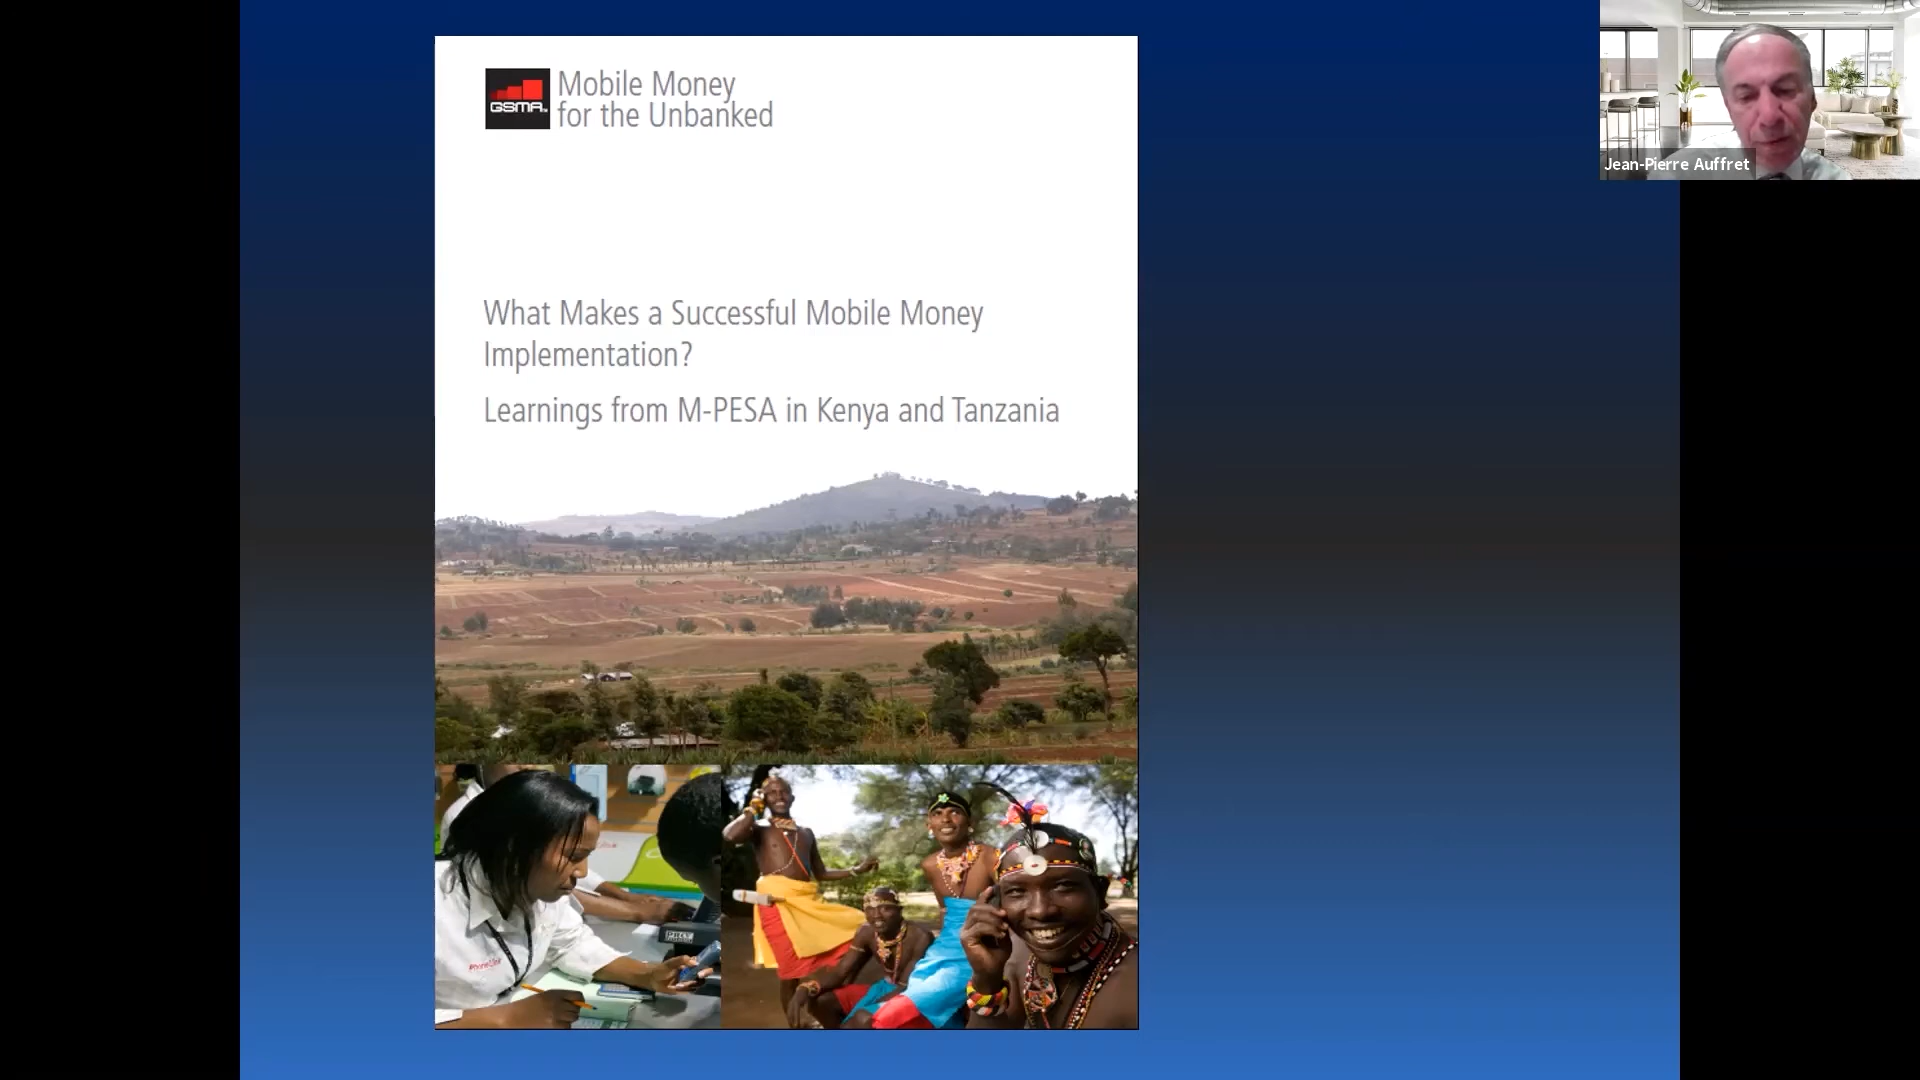 GSMA
Mobile Money
for the Unbanked
What Makes a Successful Mobile Money
Implementation?
Learnings from M-PESA in Kenya and Tanzania
Jean-Pierre Auffret